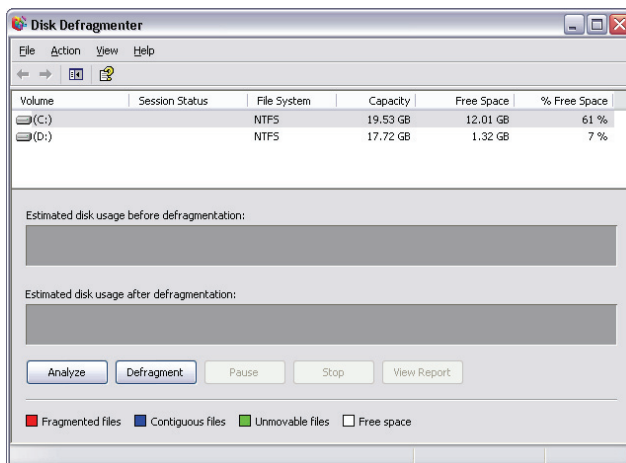 Disk Defragmenter
File Action View Help
Volume Session Status File System Capacity Free Space % Free Space
(C:) NTFS 19.53 GB 12.01 GB 61 %
(D:) NTFS 17.72 GB 1.32 GB 7 %
Estimated disk usage before defragmentation:
Estimated disk usage after defragmentation:
Analyze Defragment Pause Stop View Report
Fragmented files Contiguous files Unmovable files Free space